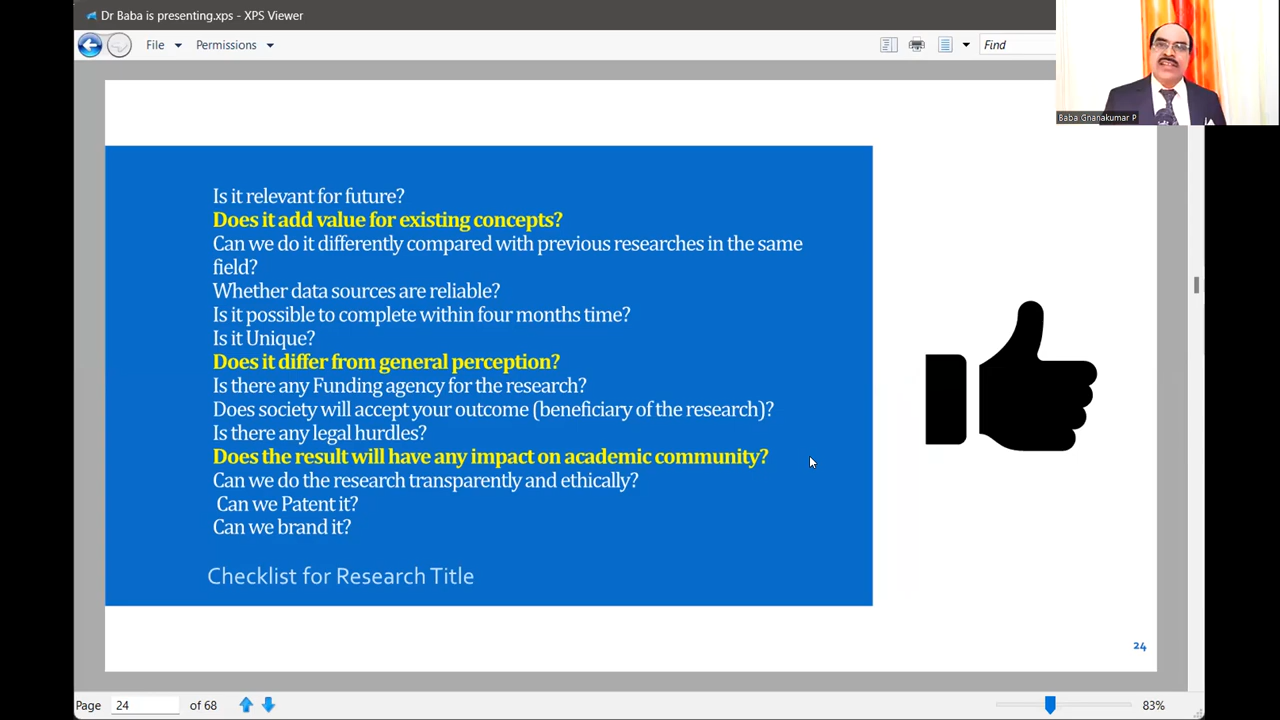 Dr Baba is presenting.xps - XPS Viewer
File
Permissions
Find
Baba Gnanakumar P
Is it relevant for future?
Does it add value for existing concepts?
Can we do it differently compared with previous researches in the same
field?
Whether data sources are reliable?
Is it possible to complete within four months time?
Is it Unique?
Does it differ from general perception?
Is there any Funding agency for the research?
Does society will accept your outcome (beneficiary of the research)?
Is there any legal hurdles?
Does the result will have any impact on academic community?
Can we do the research transparently and ethically?
Can we Patent it?
Can we brand it?
Checklist for Research Title
24
Page 24 of 68
83%